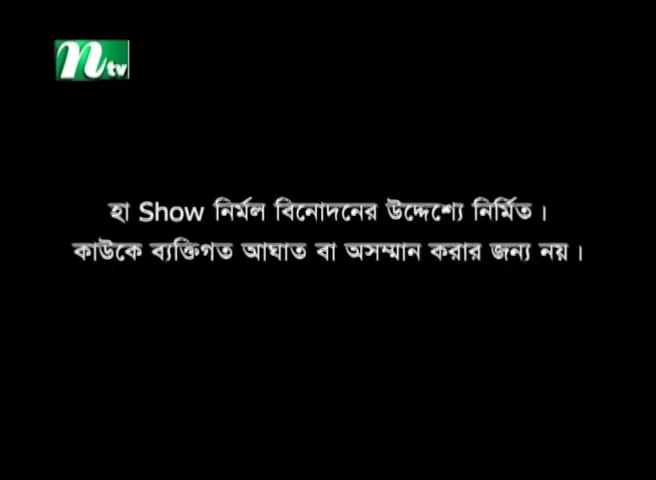 ntv
হা Show নির্মল বিনোদনের উদ্দেশ্যে নির্মিত।
কাউকে ব্যক্তিগত আঘাত বা অসম্মান করার জন্য নয়।